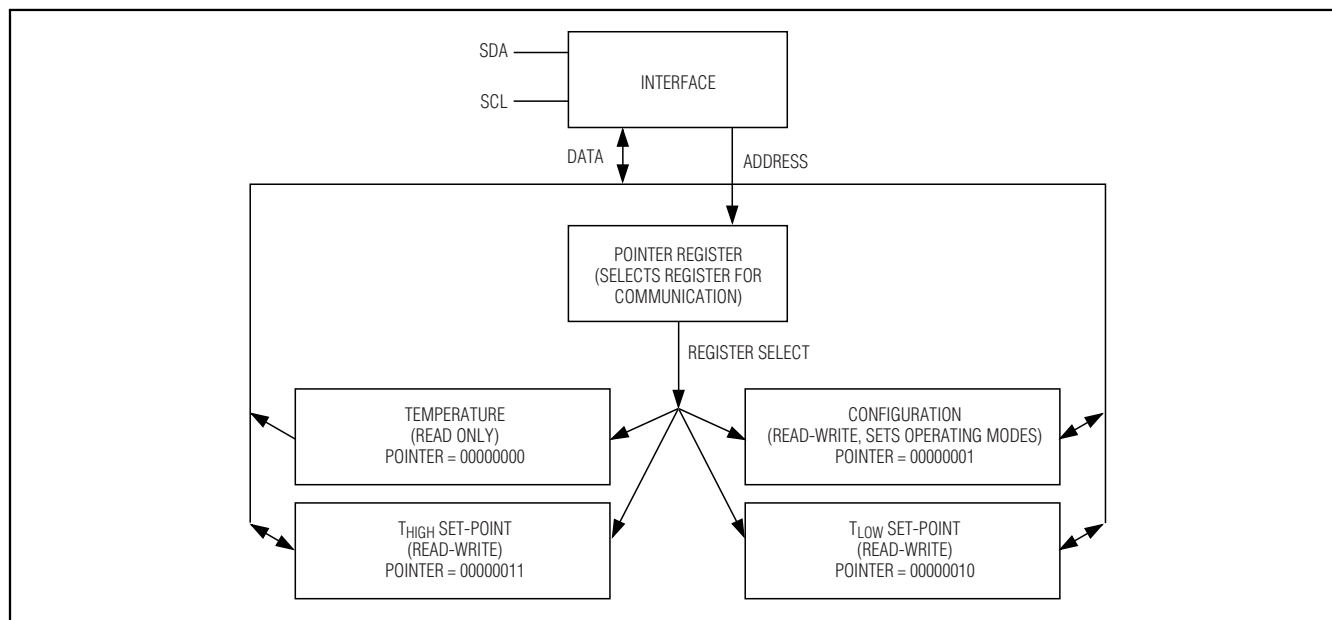 SDA
INTERFACE
SCL
DATA
ADDRESS
POINTER REGISTER
(SELECTS REGISTER FOR
COMMUNICATION)
REGISTER SELECT
TEMPERATURE
(READ ONLY)
POINTER = 00000000
CONFIGURATION
(READ-WRITE, SETS OPERATING MODES)
POINTER = 00000001
THIGH SET-POINT
(READ-WRITE)
POINTER = 00000011
TLOW SET-POINT
(READ-WRITE)
POINTER = 00000010